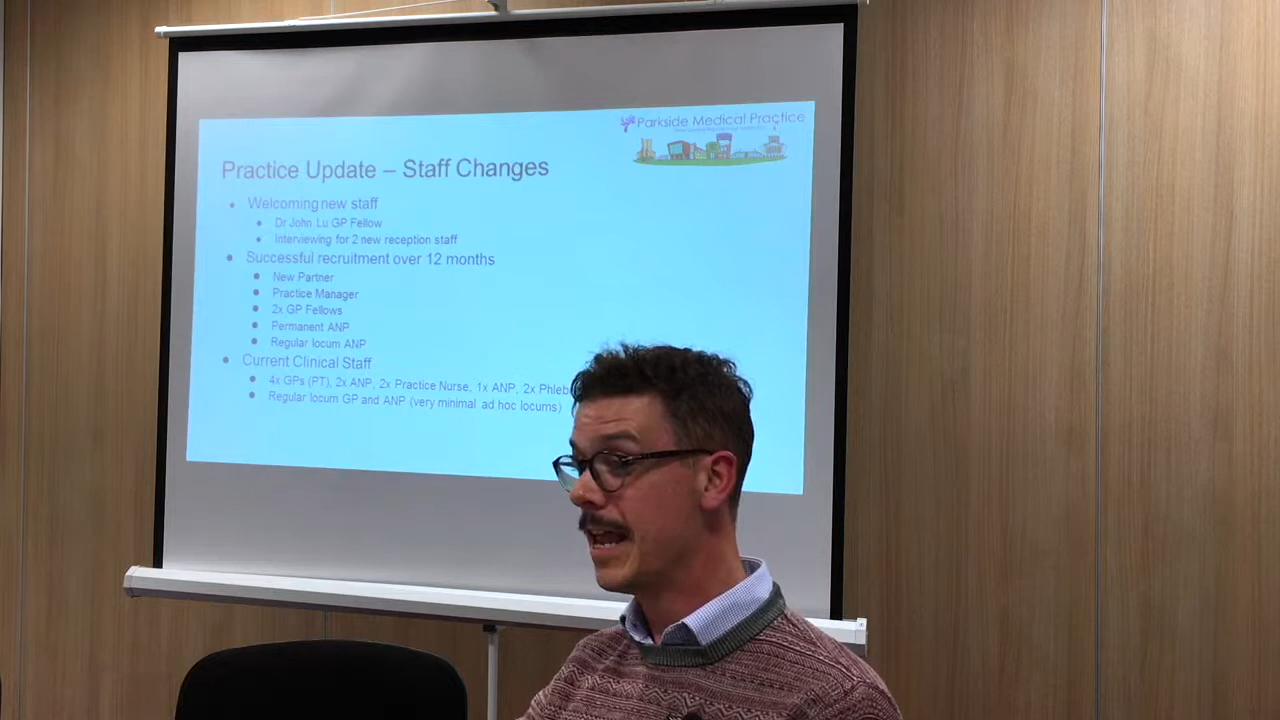 Parkside Medical Practice
Practice Update – Staff Changes
Welcoming new staff
Dr John Lu GP Fellow
Interviewing for 2 new reception staff
Successful recruitment over 12 months
New Partner
Practice Manager
2x GP Fellows
Permanent ANP
Regular locum ANP
Current Clinical Staff
4x GPs (PT), 2x ANP, 2x Practice Nurse, 1x ANP, 2x Phleb
Regular locum GP and ANP (very minimal ad hoc locums)